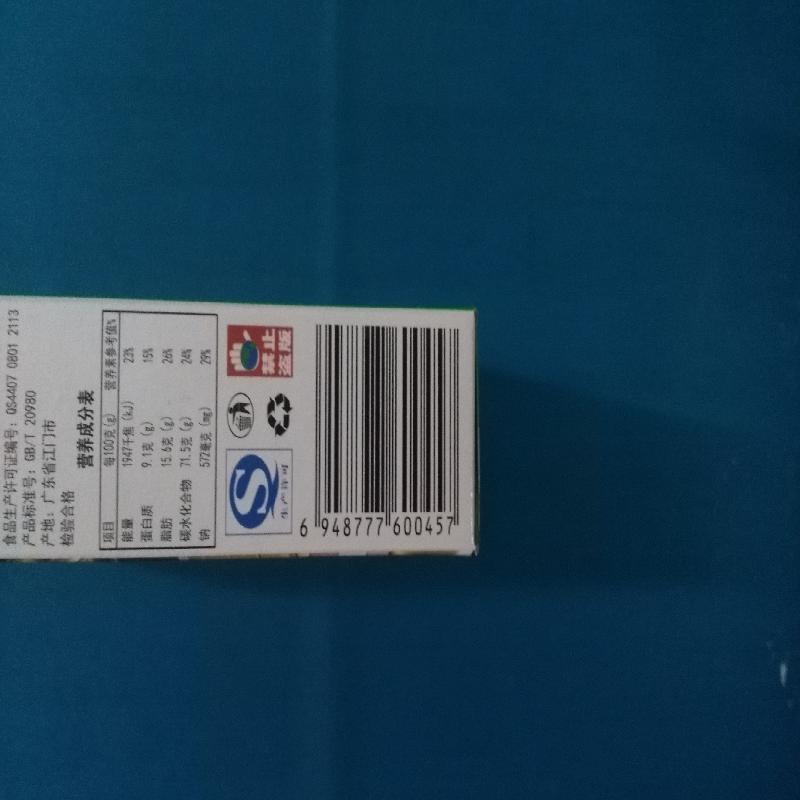 食品生产许可证编号: QS4407 0801 2113
产品标准号: GB/T 20980
产地: 广东省江门市
检验合格
营养成分表
项目 每100克(g) 营养素参考值%
能量 1947千焦(kJ) 23%
蛋白质 9.1克(g) 15%
脂肪 15.6克(g) 26%
碳水化合物 71.5克(g) 24%
钠 572毫克(mg) 29%
生产许可
禁止
盗版
6 948777 600457